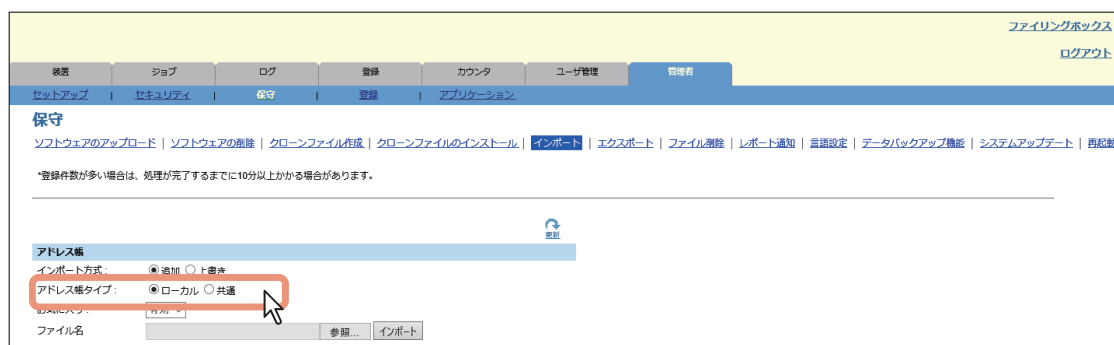 ファイリングボックス
ログアウト
装置 ジョブ ログ 登録 カウンタ ユーザ管理 管理者
セットアップ | セキュリティ | 保守 | 登録 | アプリケーション
保守
ソフトウェアのアップロード | ソフトウェアの削除 | クローンファイル作成 | クローンファイルのインストール | インポート | エクスポート | ファイル削除 | レポート通知 | 言語設定 | データバックアップ機能 | システムアップデート | 再起動
*登録件数が多い場合は、処理が完了するまでに10分以上かかる場合があります。
更新
アドレス帳
インポート方式 : 追加 上書き
アドレス帳タイプ : ローカル 共通
お気に入り : 有効
ファイル名 参照... インポート